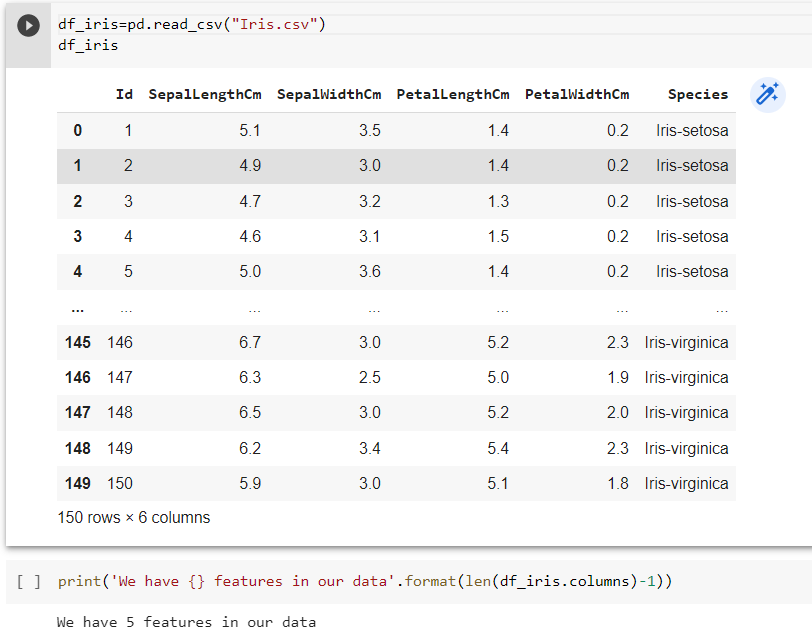 df_iris=pd.read_csv("Iris.csv")
df_iris
Id SepalLengthCm SepalWidthCm PetalLengthCm PetalWidthCm Species
0 1 5.1 3.5 1.4 0.2 Iris-setosa
1 2 4.9 3.0 1.4 0.2 Iris-setosa
2 3 4.7 3.2 1.3 0.2 Iris-setosa
3 4 4.6 3.1 1.5 0.2 Iris-setosa
4 5 5.0 3.6 1.4 0.2 Iris-setosa
... ... ... ... ... ... ...
145 146 6.7 3.0 5.2 2.3 Iris-virginica
146 147 6.3 2.5 5.0 1.9 Iris-virginica
147 148 6.5 3.0 5.2 2.0 Iris-virginica
148 149 6.2 3.4 5.4 2.3 Iris-virginica
149 150 5.9 3.0 5.1 1.8 Iris-virginica
150 rows × 6 columns
[ ] print('We have {} features in our data'.format(len(df_iris.columns)-1))
We have 5 features in our data